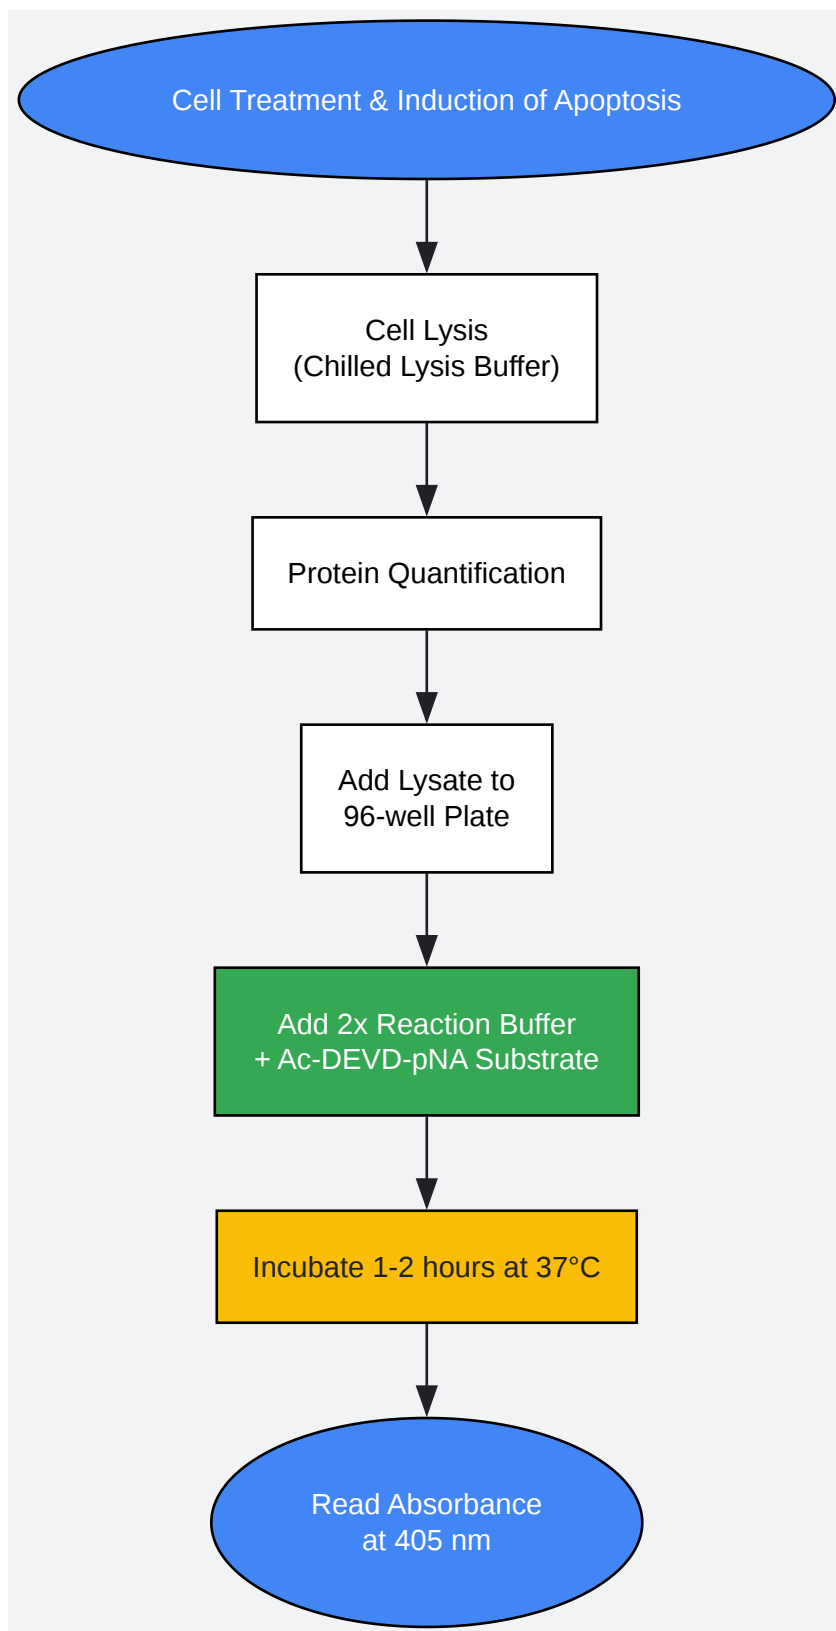 Cell Treatment & Induction of Apoptosis
Cell Lysis
(Chilled Lysis Buffer)
Protein Quantification
Add Lysate to
96-well Plate
Add 2x Reaction Buffer
+ Ac-DEVD-pNA Substrate
Incubate 1-2 hours at 37°C
Read Absorbance
at 405 nm